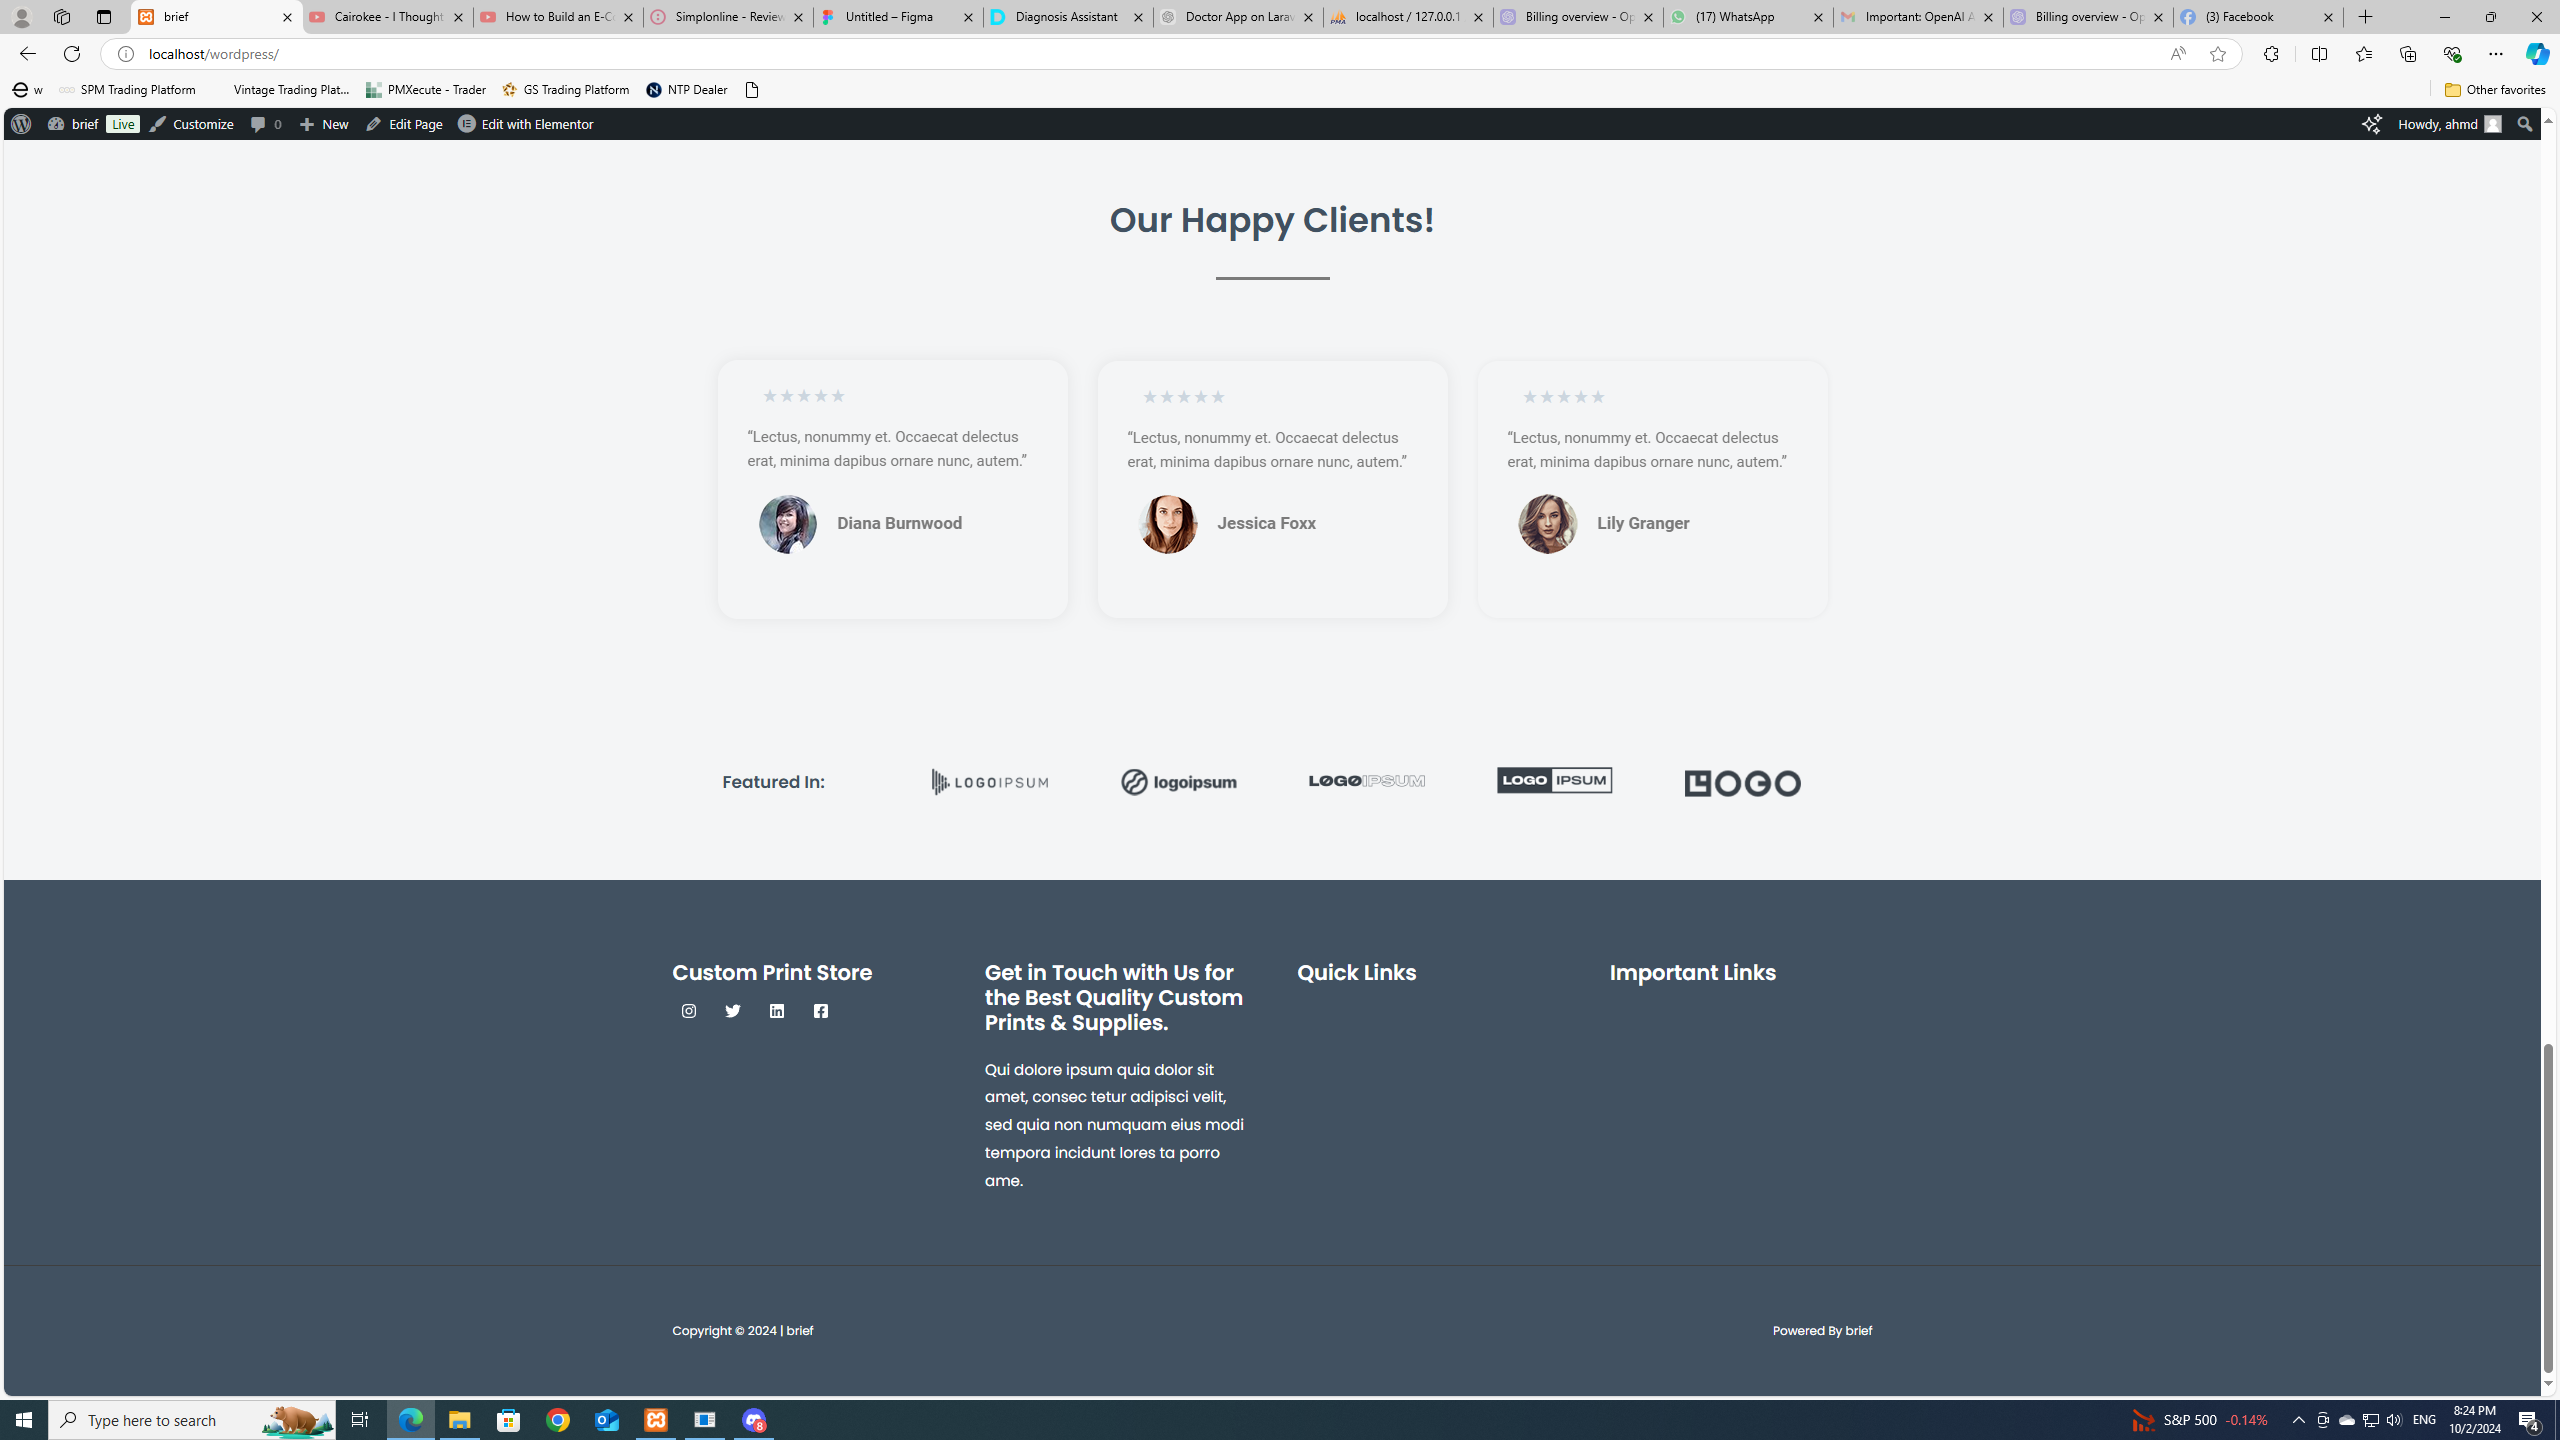 brief
Cairokee - I Thought
How to Build an E-Co
Simplonline - Review
Untitled – Figma
Diagnosis Assistant
Doctor App on Larav
localhost / 127.0.0.1
Billing overview - Op
(17) WhatsApp
Important: OpenAI A
Billing overview - Op
(3) Facebook
localhost/wordpress/
w
SPM Trading Platform
Vintage Trading Plat...
PMXecute - Trader
GS Trading Platform
NTP Dealer
Other favorites
brief
Live
Customize
0
New
Edit Page
Edit with Elementor
Howdy, ahmd
Our Happy Clients!
★★★★★
“Lectus, nonummy et. Occaecat delectus
erat, minima dapibus ornare nunc, autem.”
Diana Burnwood
★★★★★
“Lectus, nonummy et. Occaecat delectus
erat, minima dapibus ornare nunc, autem.”
Jessica Foxx
★★★★★
“Lectus, nonummy et. Occaecat delectus
erat, minima dapibus ornare nunc, autem.”
Lily Granger
Featured In:
LOGOIPSUM
logoipsum
LOGOIPSUM
LOGO IPSUM
LOGO
Custom Print Store
Get in Touch with Us for
the Best Quality Custom
Prints & Supplies.
Qui dolore ipsum quia dolor sit
amet, consec tetur adipisci velit,
sed quia non numquam eius modi
tempora incidunt lores ta porro
ame.
Quick Links
Important Links
Copyright © 2024 | brief
Powered By brief
Type here to search
8
S&P 500 -0.14%
ENG
8:24 PM
10/2/2024
4